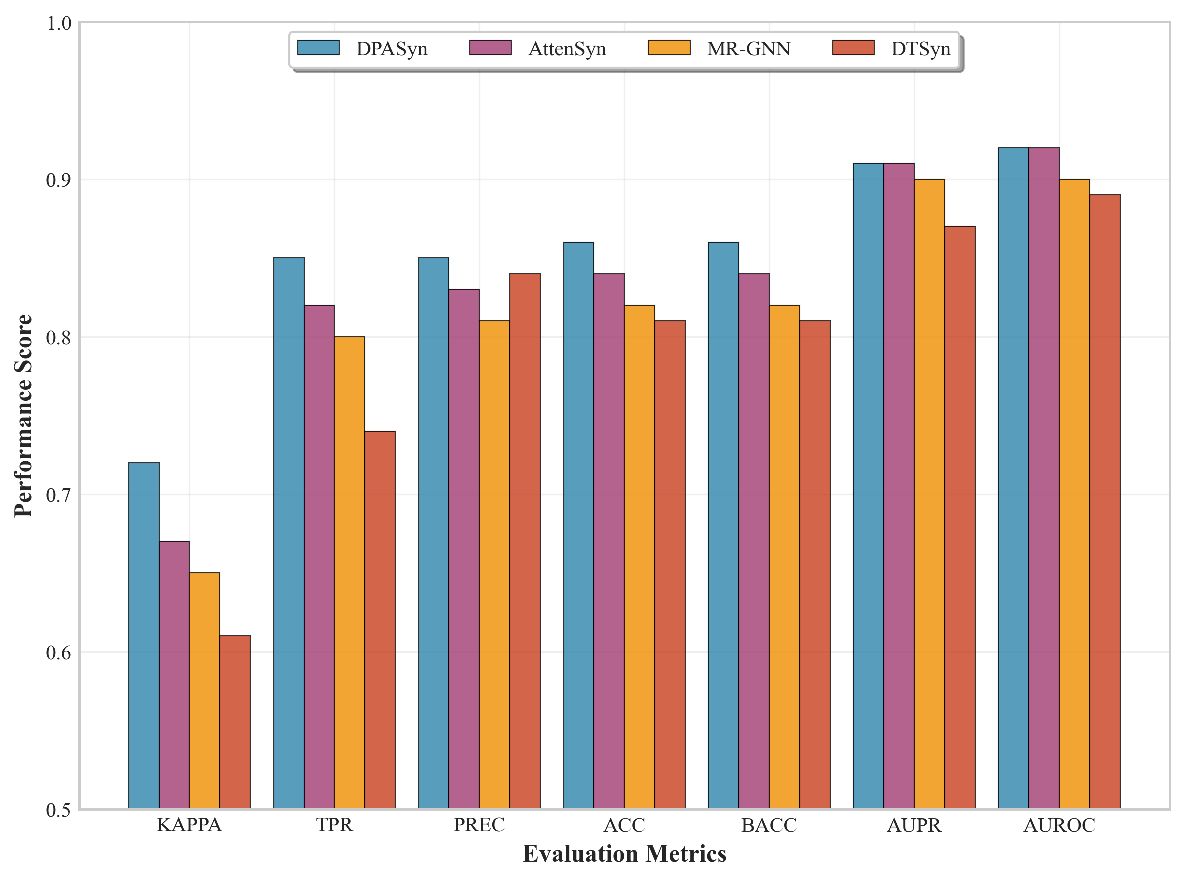 1.0
DPASyn AttenSyn MR-GNN DTSyn
0.9
0.8
0.7
0.6
0.5
Performance Score
KAPPA TPR PREC ACC BACC AUPR AUROC
Evaluation Metrics